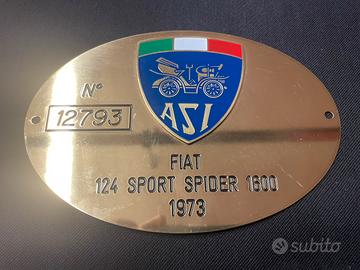 N°
12793
ASI
FIAT
124 SPORT SPIDER 1600
1973
subito